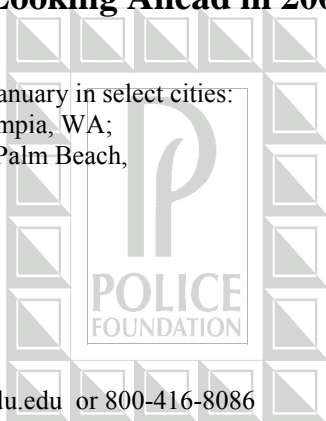 Looking Ahead in 200
anuary in select cities:
mpia, WA;
Palm Beach,
POLICE
FOUNDATION
lu.edu or 800-416-8086